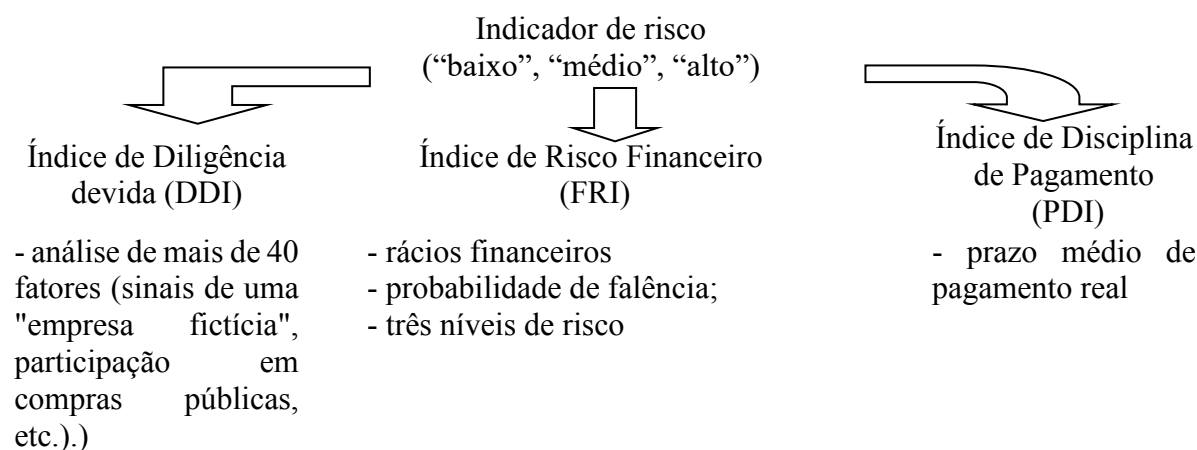 Indicador de risco
(“baixo”, “médio”, “alto”)
Índice de Diligência
devida (DDI)
- análise de mais de 40
fatores (sinais de uma
"empresa fictícia",
participação em
compras públicas,
etc.).)
Índice de Risco Financeiro
(FRI)
- rácios financeiros
- probabilidade de falência;
- três níveis de risco
Índice de Disciplina
de Pagamento
(PDI)
- prazo médio de
pagamento real